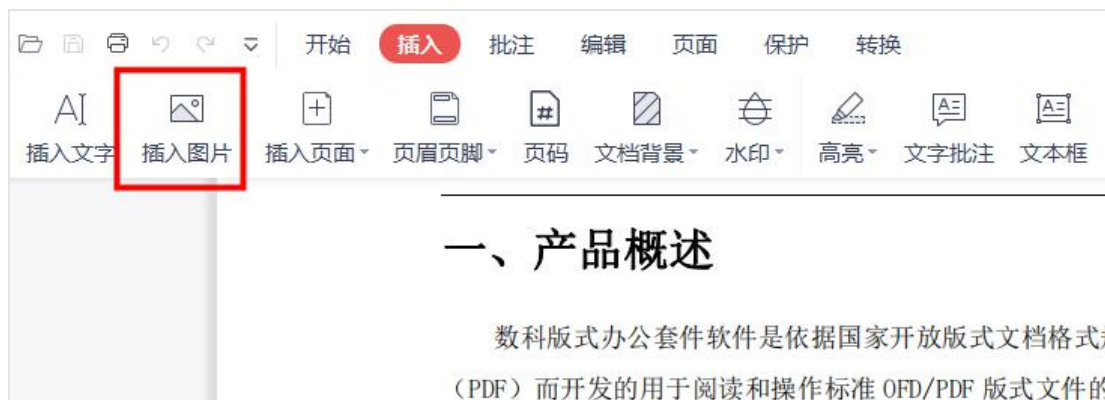 开始 插入 批注 编辑 页面 保护 转换
插入文字 插入图片 插入页面 页眉页脚 页码 文档背景 水印 高亮 文字批注 文本框
一、产品概述
数科版式办公套件软件是依据国家开放版式文档格式
（PDF）而开发的用于阅读和操作标准 OFD/PDF 版式文件的